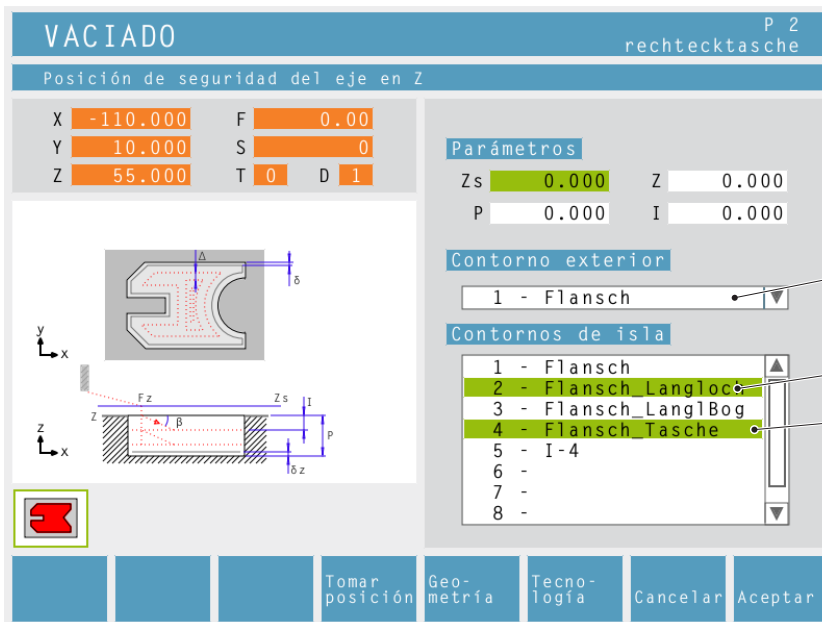 VACIADO
P 2
rechtecktasche
Posición de seguridad del eje en Z
X -110.000 F 0.00
Y 10.000 S 0
Z 55.000 T 0 D 1
Parámetros
Zs 0.000 Z 0.000
P 0.000 I 0.000
Contorno exterior
1 - Flansch
Contornos de isla
1 - Flansch
2 - Flansch_Langloch
3 - Flansch_LanglBog
4 - Flansch_Tasche
5 - I-4
6 -
7 -
8 -
Δ
δ
y
x
Fz Zs I
Z β P
z
x
δz
Tomar posición
Geo-metría
Tecno-logía
Cancelar
Aceptar